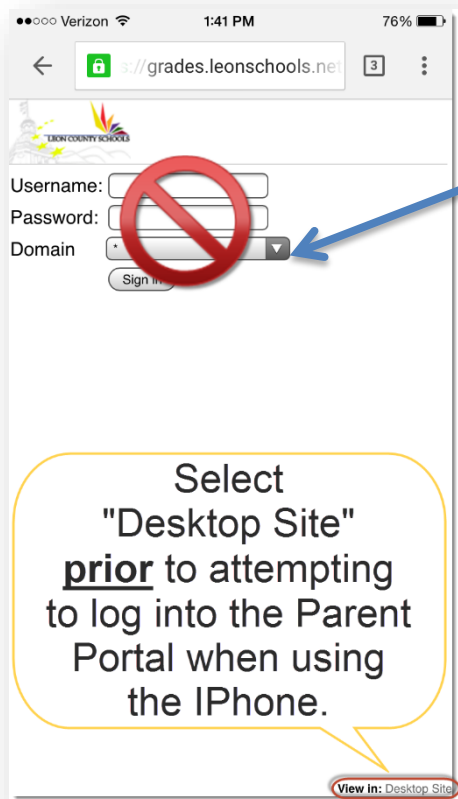 Verizon 1:41 PM 76%
s://grades.leonschools.net 3
LEON COUNTY SCHOOLS
Username:
Password:
Domain *
Sign in
Select
"Desktop Site"
prior to attempting
to log into the Parent
Portal when using
the IPhone.
View in: Desktop Site